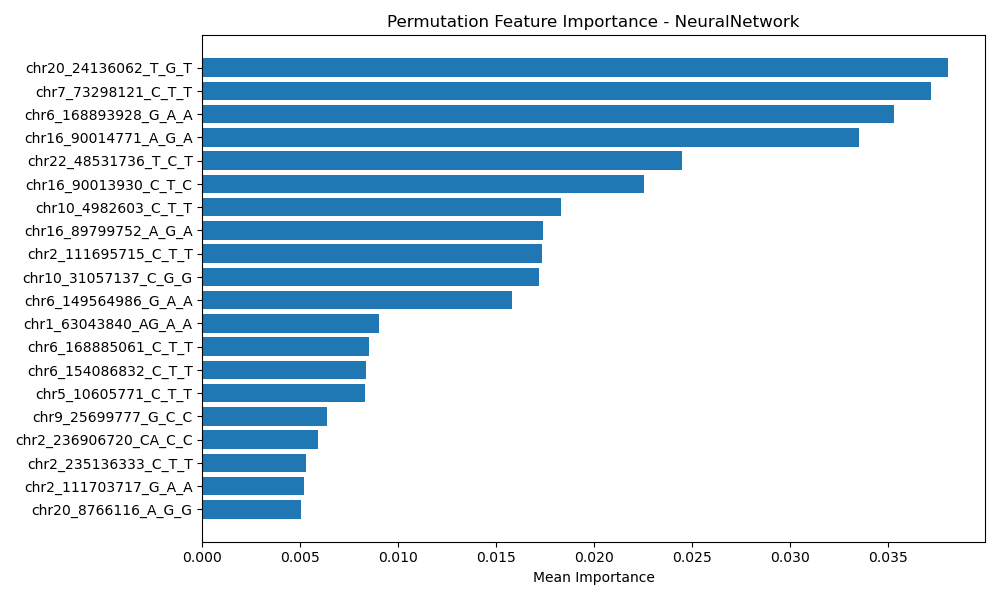 Permutation Feature Importance - NeuralNetwork
chr20_24136062_T_G_T
chr7_73298121_C_T_T
chr6_168893928_G_A_A
chr16_90014771_A_G_A
chr22_48531736_T_C_T
chr16_90013930_C_T_C
chr10_4982603_C_T_T
chr16_89799752_A_G_A
chr2_111695715_C_T_T
chr10_31057137_C_G_G
chr6_149564986_G_A_A
chr1_63043840_AG_A_A
chr6_168885061_C_T_T
chr6_154086832_C_T_T
chr5_10605771_C_T_T
chr9_25699777_G_C_C
chr2_236906720_CA_C_C
chr2_235136333_C_T_T
chr2_111703717_G_A_A
chr20_8766116_A_G_G
0.000 0.005 0.010 0.015 0.020 0.025 0.030 0.035
Mean Importance